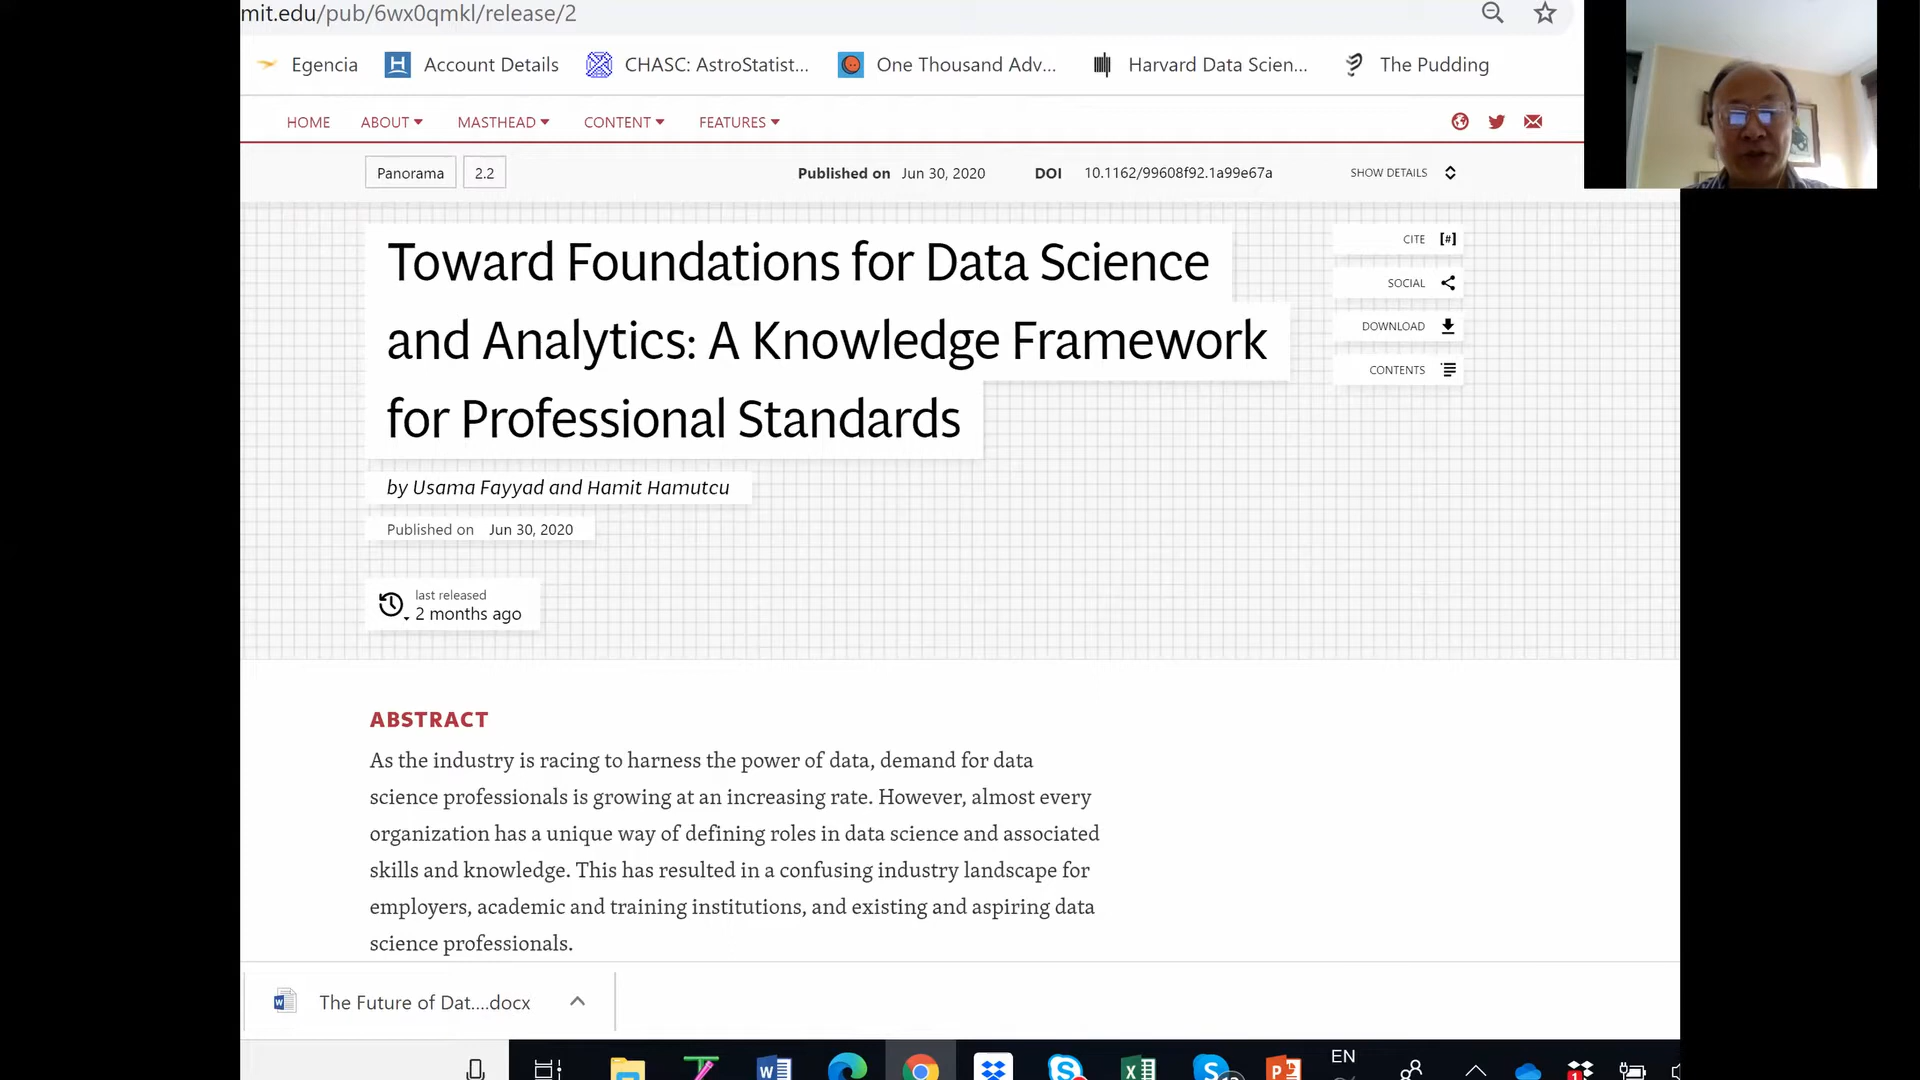 mit.edu/pub/6wx0qmkl/release/2
Egencia
Account Details
CHASC: AstroStatist...
One Thousand Adv...
Harvard Data Scien...
The Pudding
HOME
ABOUT
MASTHEAD
CONTENT
FEATURES
Panorama
2.2
Published on Jun 30, 2020
DOI 10.1162/99608f92.1a99e67a
SHOW DETAILS
Toward Foundations for Data Science
and Analytics: A Knowledge Framework
for Professional Standards
CITE
SOCIAL
DOWNLOAD
CONTENTS
by Usama Fayyad and Hamit Hamutcu
Published on Jun 30, 2020
last released
2 months ago
ABSTRACT
As the industry is racing to harness the power of data, demand for data
science professionals is growing at an increasing rate. However, almost every
organization has a unique way of defining roles in data science and associated
skills and knowledge. This has resulted in a confusing industry landscape for
employers, academic and training institutions, and existing and aspiring data
science professionals.
The Future of Dat....docx
EN